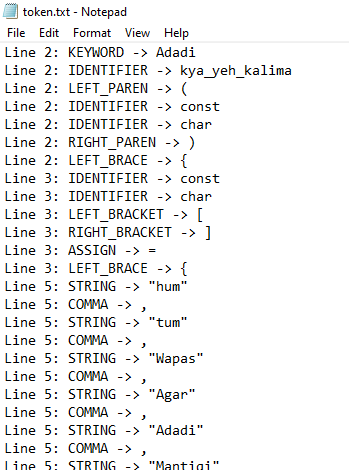 token.txt - Notepad
File Edit Format View Help
Line 2: KEYWORD -> Adadi
Line 2: IDENTIFIER -> kya_yeh_kalima
Line 2: LEFT_PAREN -> (
Line 2: IDENTIFIER -> const
Line 2: IDENTIFIER -> char
Line 2: RIGHT_PAREN -> )
Line 2: LEFT_BRACE -> {
Line 3: IDENTIFIER -> const
Line 3: IDENTIFIER -> char
Line 3: LEFT_BRACKET -> [
Line 3: RIGHT_BRACKET -> ]
Line 3: ASSIGN -> =
Line 3: LEFT_BRACE -> {
Line 5: STRING -> "hum"
Line 5: COMMA -> ,
Line 5: STRING -> "tum"
Line 5: COMMA -> ,
Line 5: STRING -> "Wapas"
Line 5: COMMA -> ,
Line 5: STRING -> "Agar"
Line 5: COMMA -> ,
Line 5: STRING -> "Adadi"
Line 5: COMMA -> ,
Line 5: STRING -> "Mantiqi"